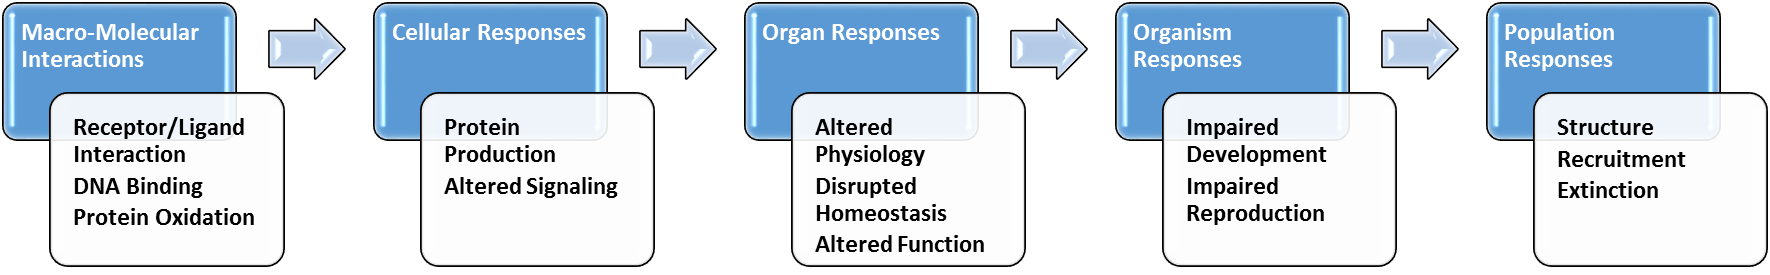 Macro-Molecular
Interactions
Receptor/Ligand
Interaction
DNA Binding
Protein Oxidation
Cellular Responses
Protein
Production
Altered Signaling
Organ Responses
Altered
Physiology
Disrupted
Homeostasis
Altered Function
Organism
Responses
Impaired
Development
Impaired
Reproduction
Population
Responses
Structure
Recruitment
Extinction